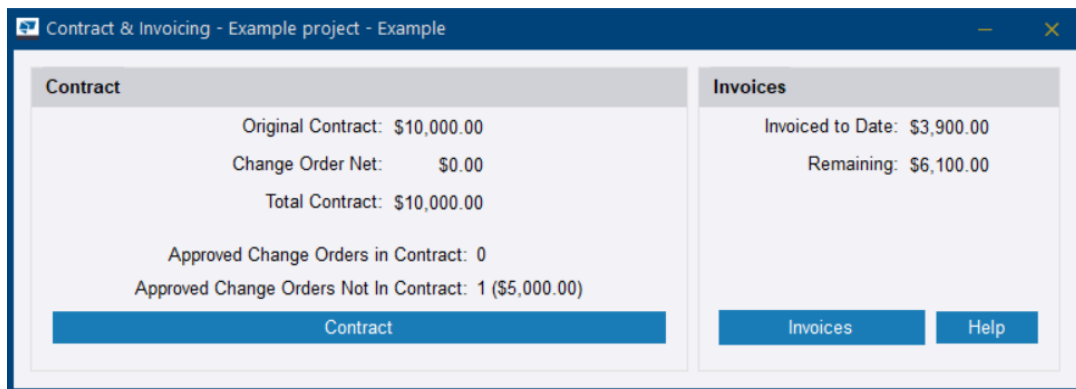 Contract & Invoicing - Example project - Example
Contract
Original Contract: $10,000.00
Change Order Net: $0.00
Total Contract: $10,000.00
Approved Change Orders in Contract: 0
Approved Change Orders Not In Contract: 1 ($5,000.00)
Contract
Invoices
Invoiced to Date: $3,900.00
Remaining: $6,100.00
Invoices
Help